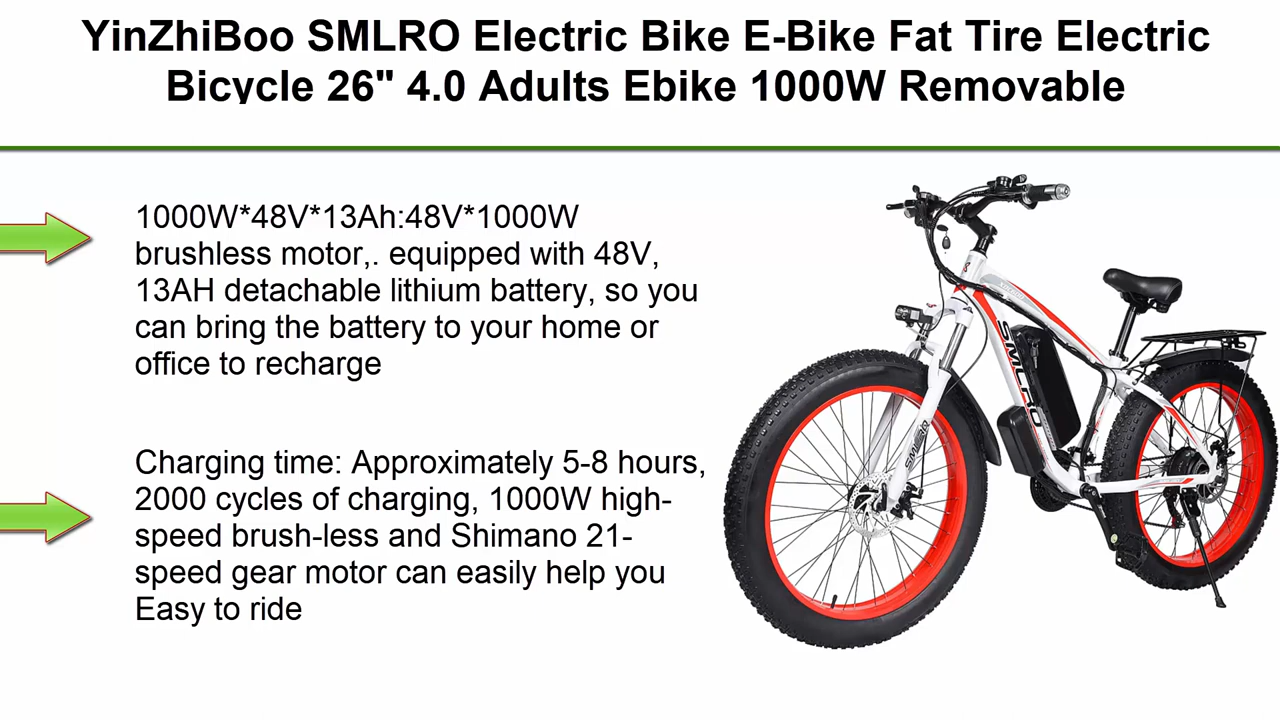 YinZhiBoo SMLRO Electric Bike E-Bike Fat Tire Electric
Bicycle 26" 4.0 Adults Ebike 1000W Removable
1000W*48V*13Ah:48V*1000W
brushless motor,. equipped with 48V,
13AH detachable lithium battery, so you
can bring the battery to your home or
office to recharge
Charging time: Approximately 5-8 hours,
2000 cycles of charging, 1000W high-
speed brush-less and Shimano 21-
speed gear motor can easily help you
Easy to ride
SMLRO
SMLRO